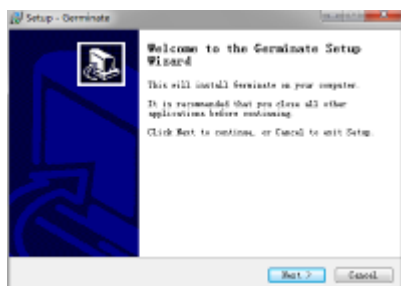 Setup - Germinate
Welcome to the Germinate Setup
Wizard
This will install Germinate on your computer.
It is recommended that you close all other
applications before continuing.
Click Next to continue, or Cancel to exit Setup.
Next >
Cancel